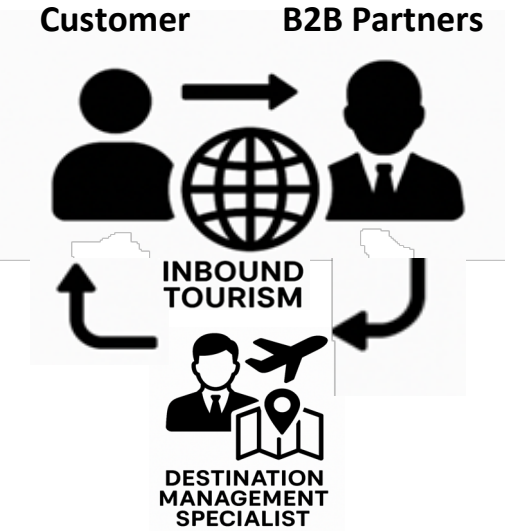 Customer
B2B Partners
INBOUND
TOURISM
DESTINATION
MANAGEMENT
SPECIALIST